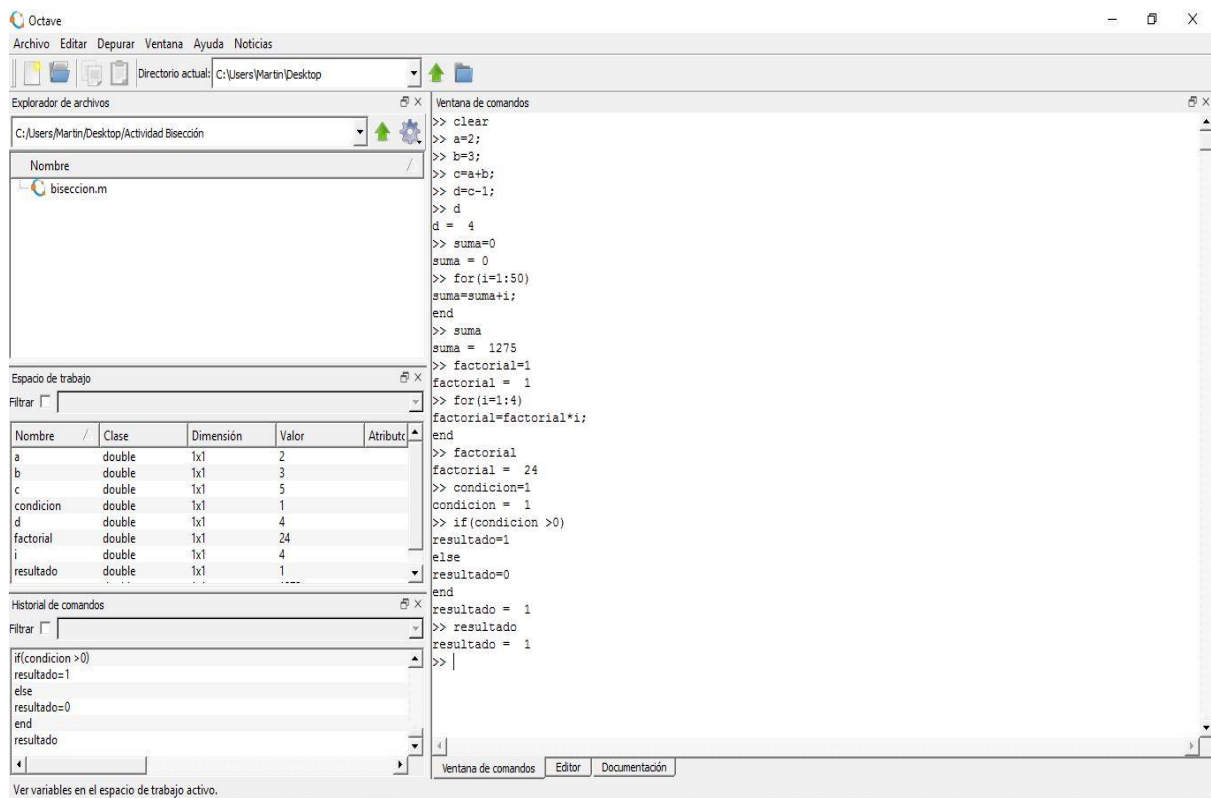 Octave
Archivo Editar Depurar Ventana Ayuda Noticias
Directorio actual: C:\Users\Martin\Desktop
Explorador de archivos
C:/Users/Martin/Desktop/Actividad Bisección
Nombre
biseccion.m
Espacio de trabajo
Filtrar
Nombre Clase Dimensión Valor Atributo
a double 1x1 2
b double 1x1 3
c double 1x1 5
condicion double 1x1 1
d double 1x1 4
factorial double 1x1 24
i double 1x1 4
resultado double 1x1 1
Historial de comandos
Filtrar
if(condicion >0)
resultado=1
else
resultado=0
end
resultado
Ventana de comandos
>> clear
>> a=2;
>> b=3;
>> c=a+b;
>> d=c-1;
>> d
d = 4
>> suma=0
suma = 0
>> for(i=1:50)
suma=suma+i;
end
>> suma
suma = 1275
>> factorial=1
factorial = 1
>> for(i=1:4)
factorial=factorial*i;
end
>> factorial
factorial = 24
>> condicion=1
condicion = 1
>> if(condicion >0)
resultado=1
else
resultado=0
end
resultado = 1
>> resultado
resultado = 1
>>
Ventana de comandos Editor Documentación
Ver variables en el espacio de trabajo activo.